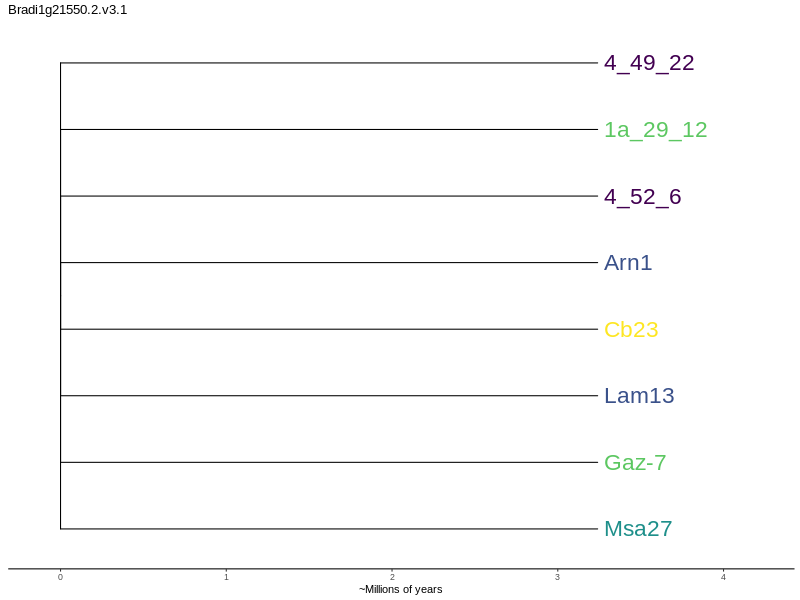 Bradi1g21550.2.v3.1
4_49_22
1a_29_12
4_52_6
Arn1
Cb23
Lam13
Gaz-7
Msa27
0 1 2 3 4
~Millions of years